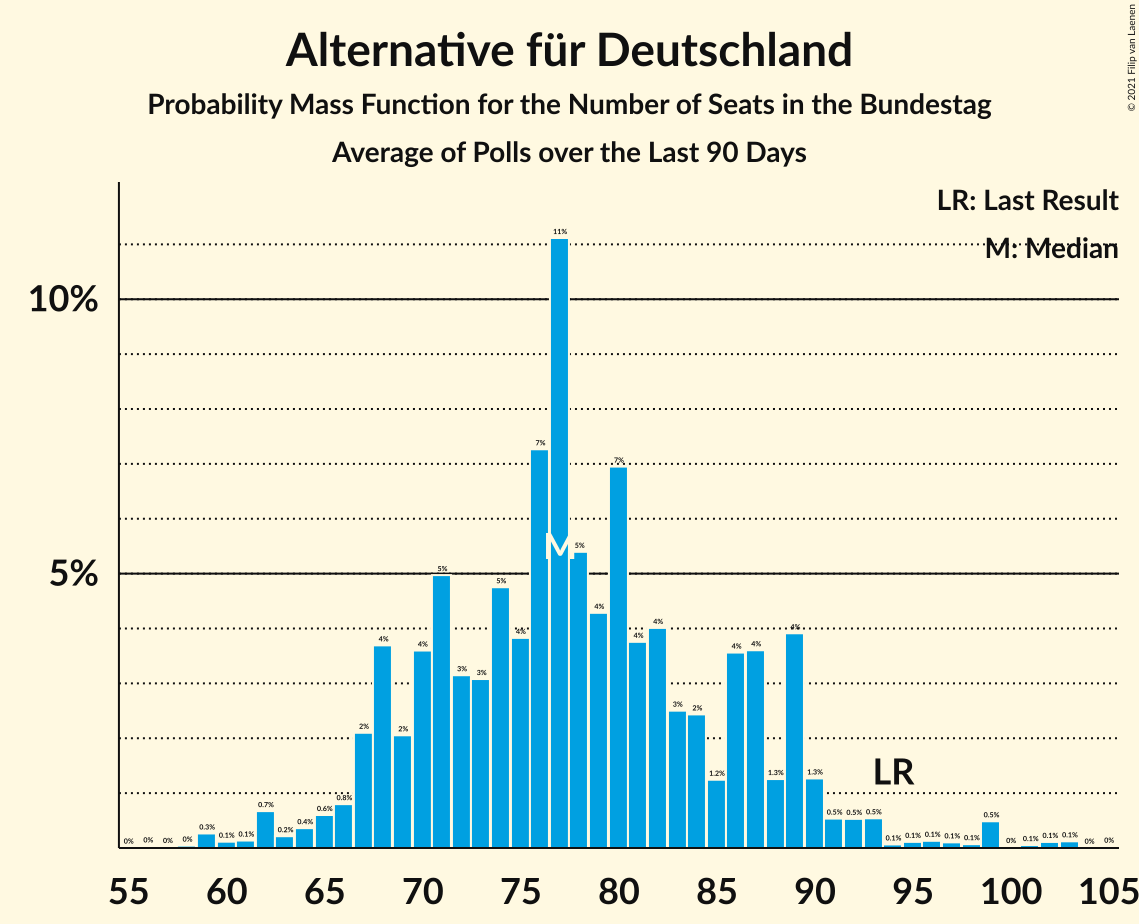 Alternative für Deutschland
Probability Mass Function for the Number of Seats in the Bundestag
Average of Polls over the Last 90 Days
© 2021 Filip van Laenen
LR: Last Result
M: Median
10%
5%
0% 0% 0% 0% 0.3% 0.1% 0.1% 0.7% 0.2% 0.4% 0.6% 0.8% 2% 4% 2% 4% 5% 3% 3% 5% 4% 7% 11% 5% 4% 7% 4% 4% 3% 2% 1.2% 4% 4% 1.3% 4% 1.3% 0.5% 0.5% 0.5% 0.1% 0.1% 0.1% 0.1% 0.1% 0.5% 0% 0.1% 0.1% 0.1% 0% 0%
M
LR
55 60 65 70 75 80 85 90 95 100 105